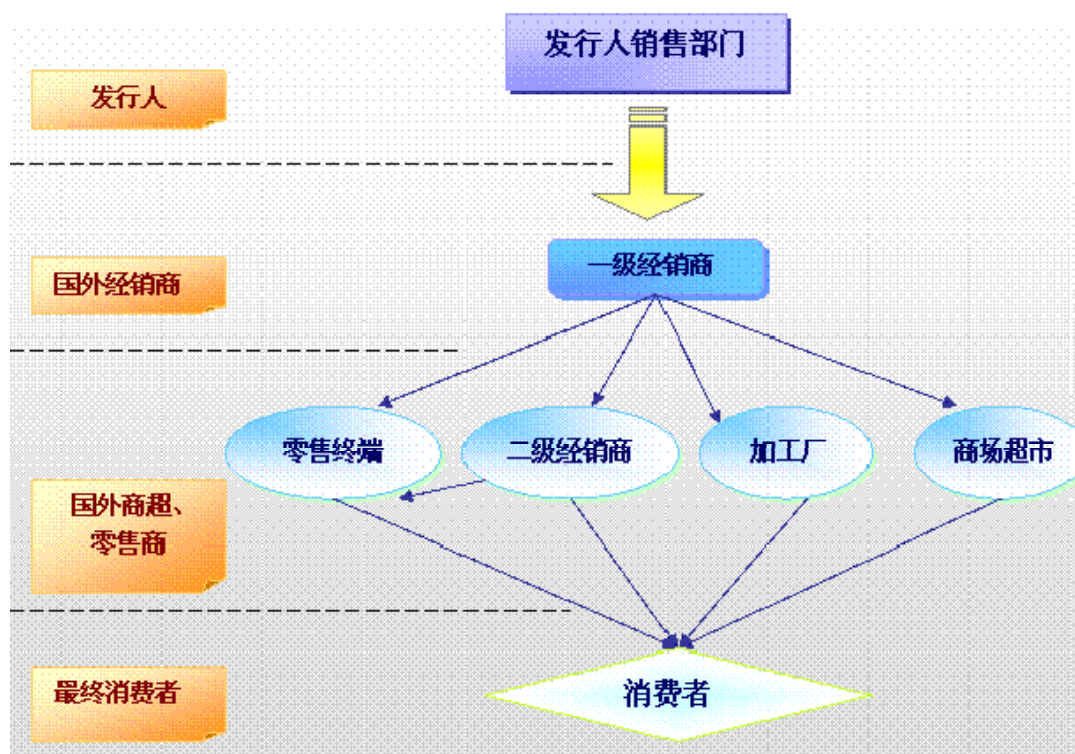 发行人销售部门
发行人
一级经销商
国外经销商
零售终端
二级经销商
加工厂
商场超市
国外商超、
零售商
最终消费者
消费者